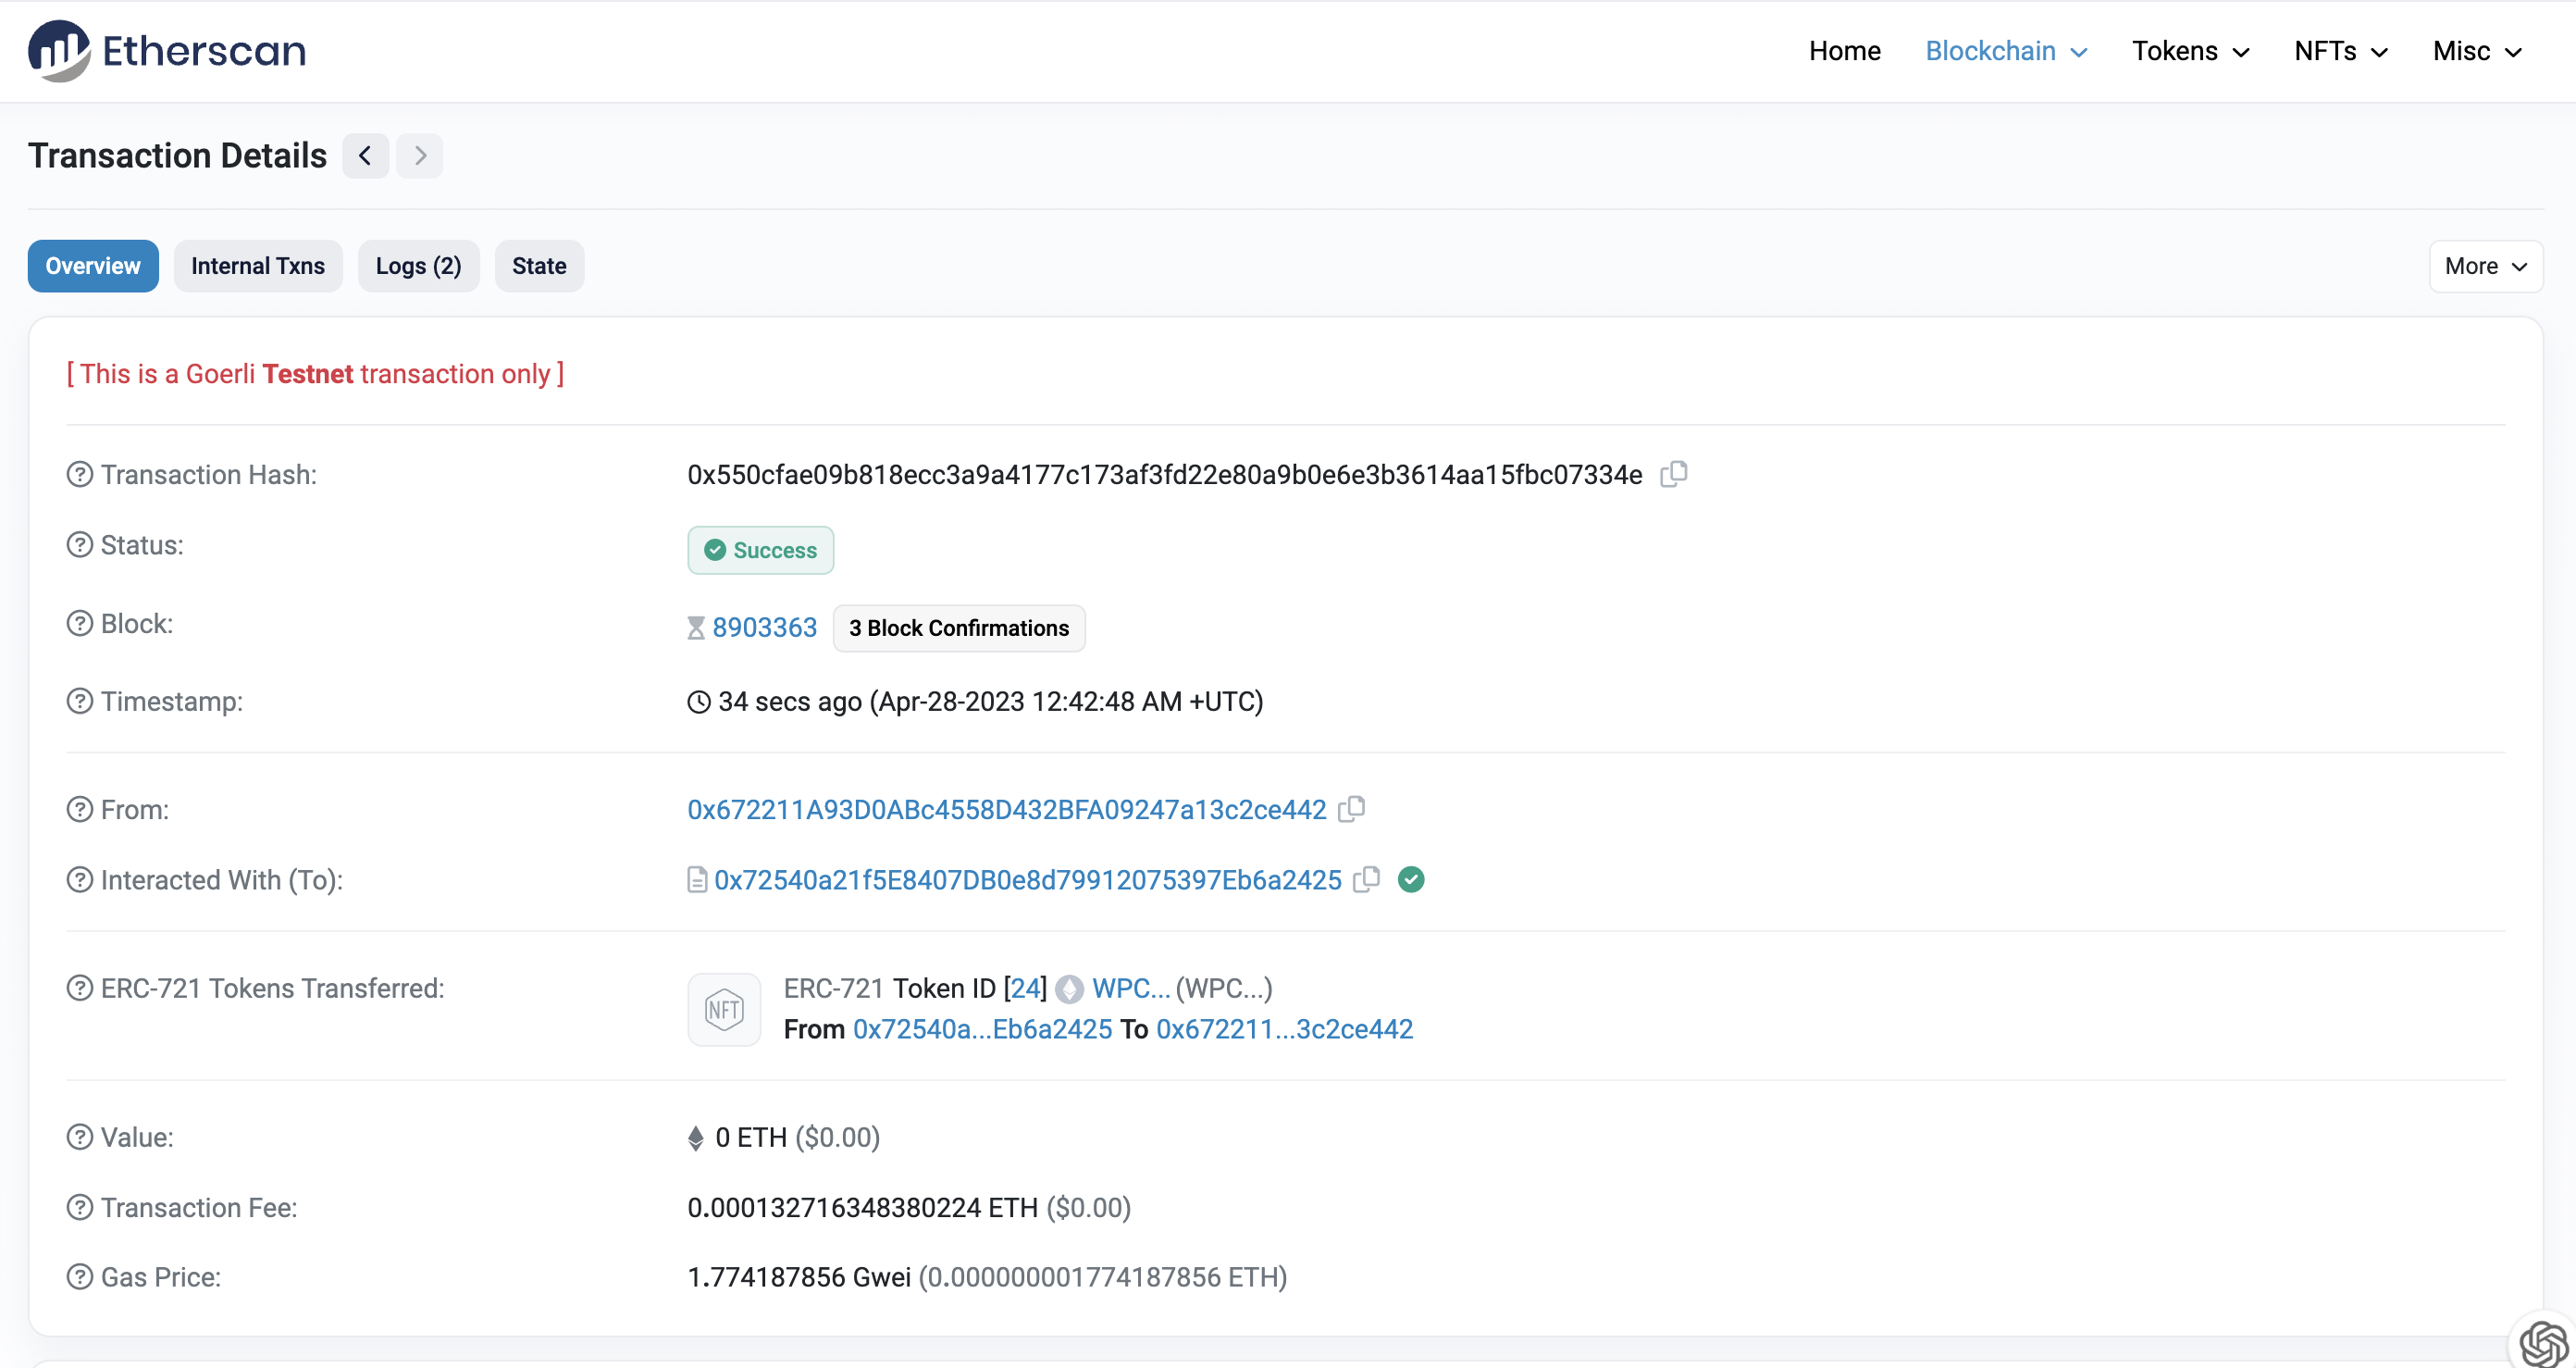 Etherscan
Home Blockchain Tokens NFTs Misc
Transaction Details
Overview Internal Txns Logs (2) State More
[ This is a Goerli Testnet transaction only ]
Transaction Hash: 0x550cfae09b818ecc3a9a4177c173af3fd22e80a9b0e6e3b3614aa15fbc07334e
Status: Success
Block: 8903363 3 Block Confirmations
Timestamp: 34 secs ago (Apr-28-2023 12:42:48 AM +UTC)
From: 0x672211A93D0ABc4558D432BFA09247a13c2ce442
Interacted With (To): 0x72540a21f5E8407DB0e8d79912075397Eb6a2425
ERC-721 Tokens Transferred: NFT ERC-721 Token ID [24] WPC... (WPC...)
From 0x72540a...Eb6a2425 To 0x672211...3c2ce442
Value: 0 ETH ($0.00)
Transaction Fee: 0.000132716348380224 ETH ($0.00)
Gas Price: 1.774187856 Gwei (0.000000001774187856 ETH)